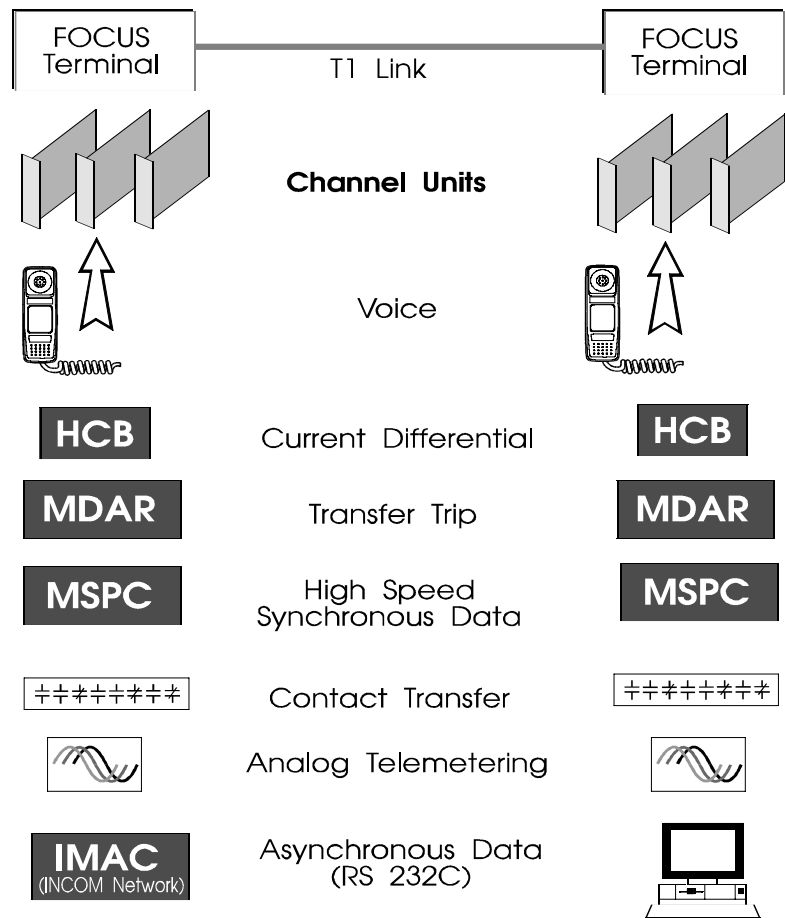 FOCUS
Terminal
T1 Link
FOCUS
Terminal
Channel Units
Voice
HCB
Current Differential
HCB
MDAR
Transfer Trip
MDAR
MSPC
High Speed
Synchronous Data
MSPC
Contact Transfer
Analog Telemetering
IMAC
(INCOM Network)
Asynchronous Data
(RS 232C)